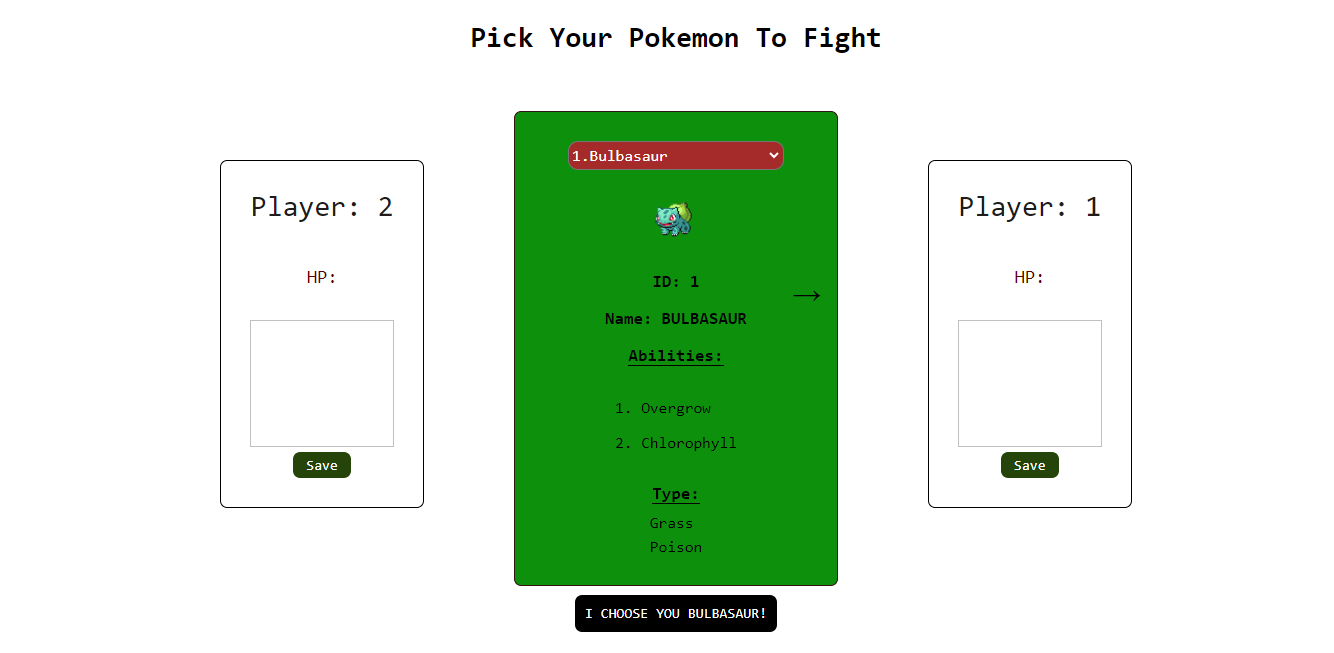 Pick Your Pokemon To Fight
Player: 2
HP:
Save
1.Bulbasaur
ID: 1
→
Name: BULBASAUR
Abilities:
1. Overgrow
2. Chlorophyll
Type:
Grass
Poison
I CHOOSE YOU BULBASAUR!
Player: 1
HP:
Save